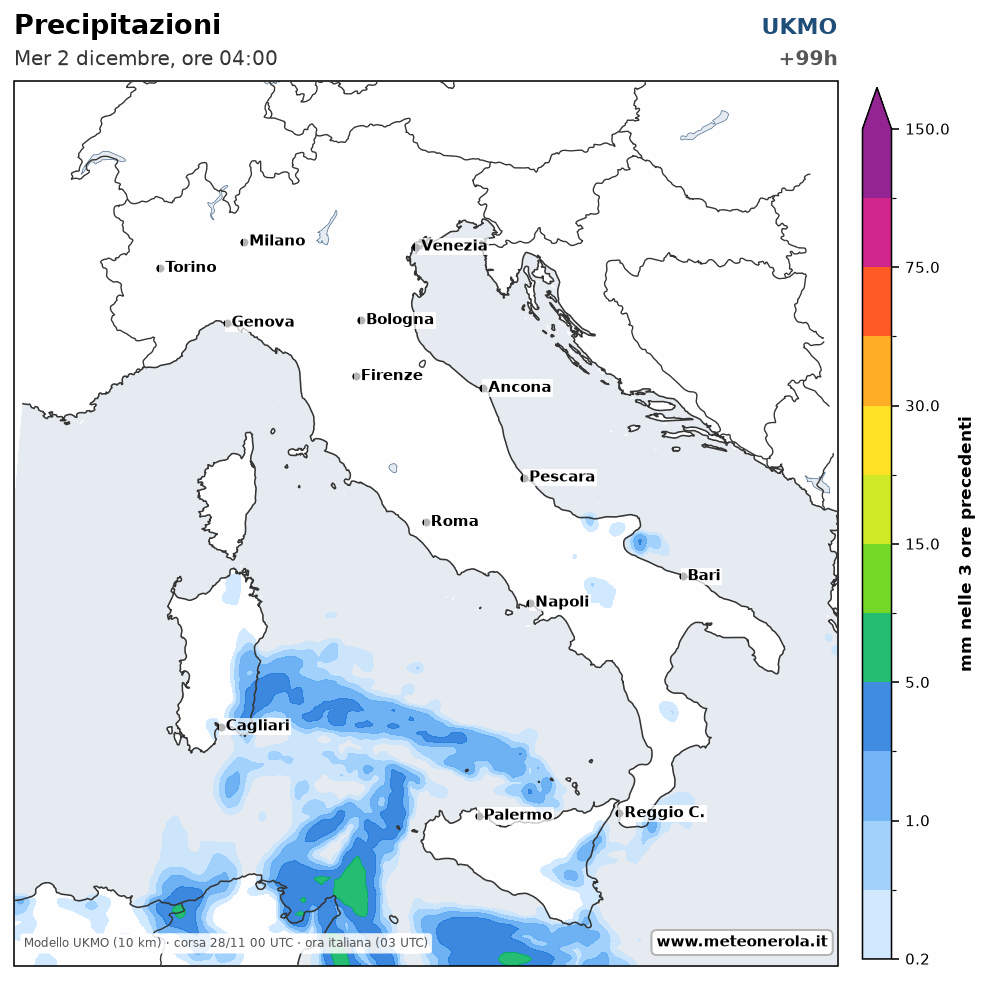 Precipitazioni
UKMO
Mer 2 dicembre, ore 04:00
+99h
150.0
75.0
30.0
15.0
5.0
1.0
0.2
mm nelle 3 ore precedenti
Milano
Venezia
Torino
Genova
Bologna
Firenze
Ancona
Pescara
Roma
Bari
Napoli
Cagliari
Palermo
Reggio C.
Modello UKMO (10 km) · corsa 28/11 00 UTC · ora italiana (03 UTC)
www.meteonerola.it